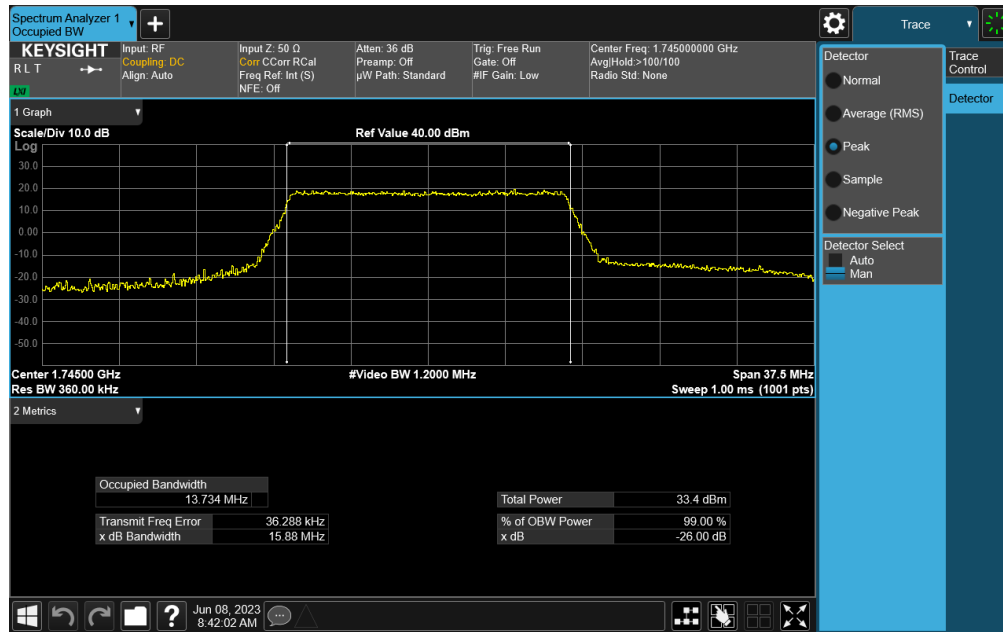 Spectrum Analyzer 1
Occupied BW
Trace
KEYSIGHT
R L T
LXI
Input: RF
Coupling: DC
Align: Auto
Input Z: 50 Ω
Corr CCorr RCal
Freq Ref: Int (S)
NFE: Off
Atten: 36 dB
Preamp: Off
µW Path: Standard
Trig: Free Run
Gate: Off
#IF Gain: Low
Center Freq: 1.745000000 GHz
Avg|Hold:>100/100
Radio Std: None
1 Graph
Scale/Div 10.0 dB
Ref Value 40.00 dBm
Log
30.0
20.0
10.0
0.00
-10.0
-20.0
-30.0
-40.0
-50.0
Center 1.74500 GHz
#Video BW 1.2000 MHz
Span 37.5 MHz
Res BW 360.00 kHz
Sweep 1.00 ms (1001 pts)
2 Metrics
Occupied Bandwidth
13.734 MHz
Total Power 33.4 dBm
Transmit Freq Error 36.288 kHz
% of OBW Power 99.00 %
x dB Bandwidth 15.88 MHz
x dB -26.00 dB
Jun 08, 2023
8:42:02 AM
Detector
Normal
Average (RMS)
Peak
Sample
Negative Peak
Detector Select
Auto
Man
Trace
Control
Detector